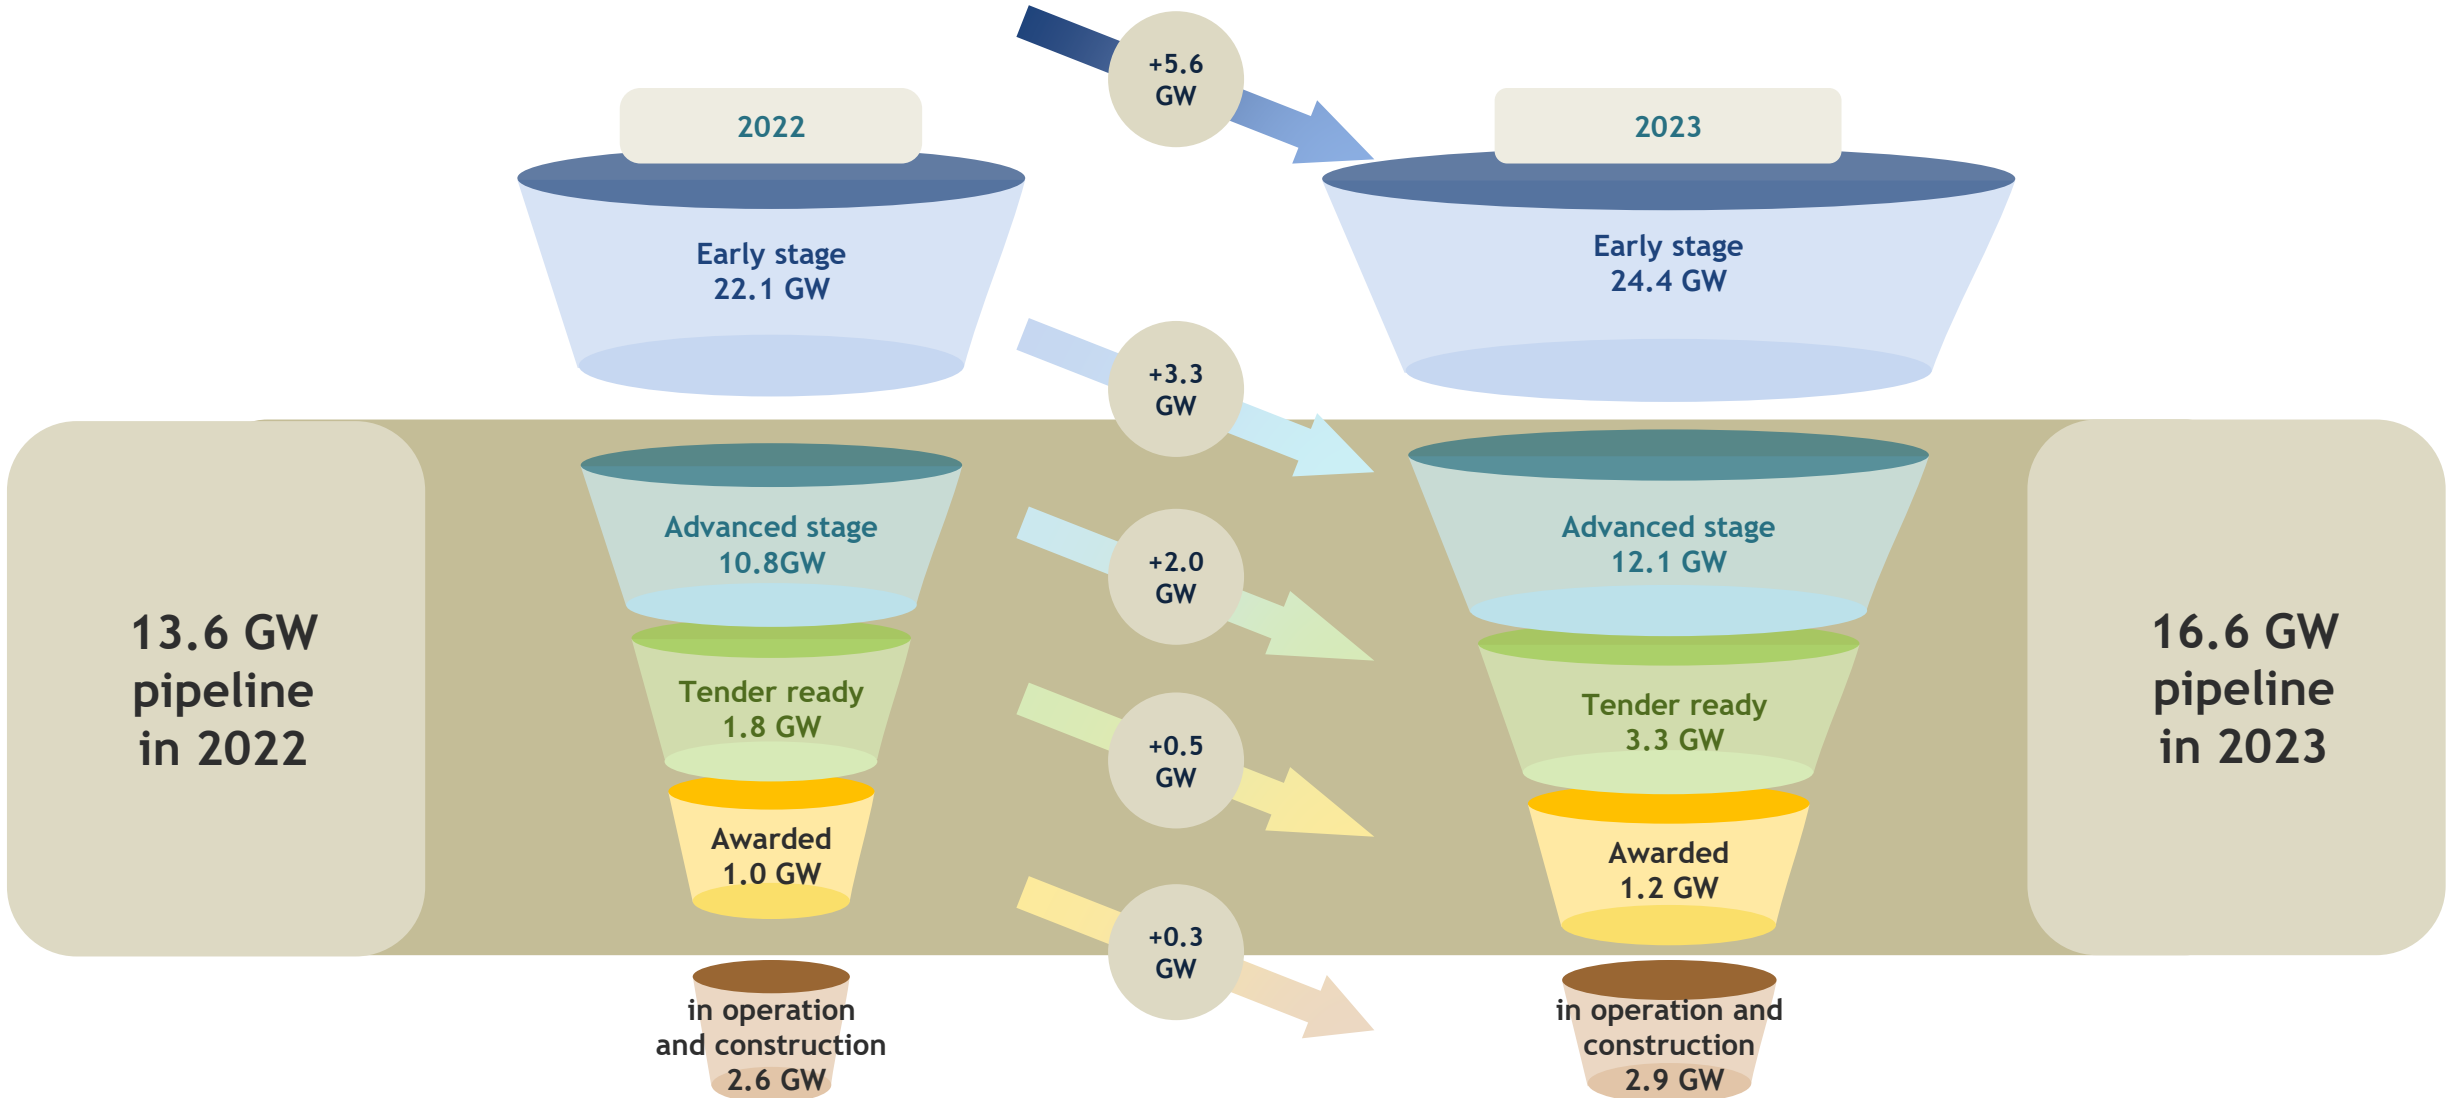 +5.6
GW
2022
2023
Early stage
22.1 GW
Early stage
24.4 GW
+3.3
GW
13.6 GW
pipeline
in 2022
Advanced stage
10.8GW
+2.0
GW
Advanced stage
12.1 GW
16.6 GW
pipeline
in 2023
Tender ready
1.8 GW
+0.5
GW
Tender ready
3.3 GW
Awarded
1.0 GW
Awarded
1.2 GW
+0.3
GW
in operation
and construction
2.6 GW
in operation and
construction
2.9 GW